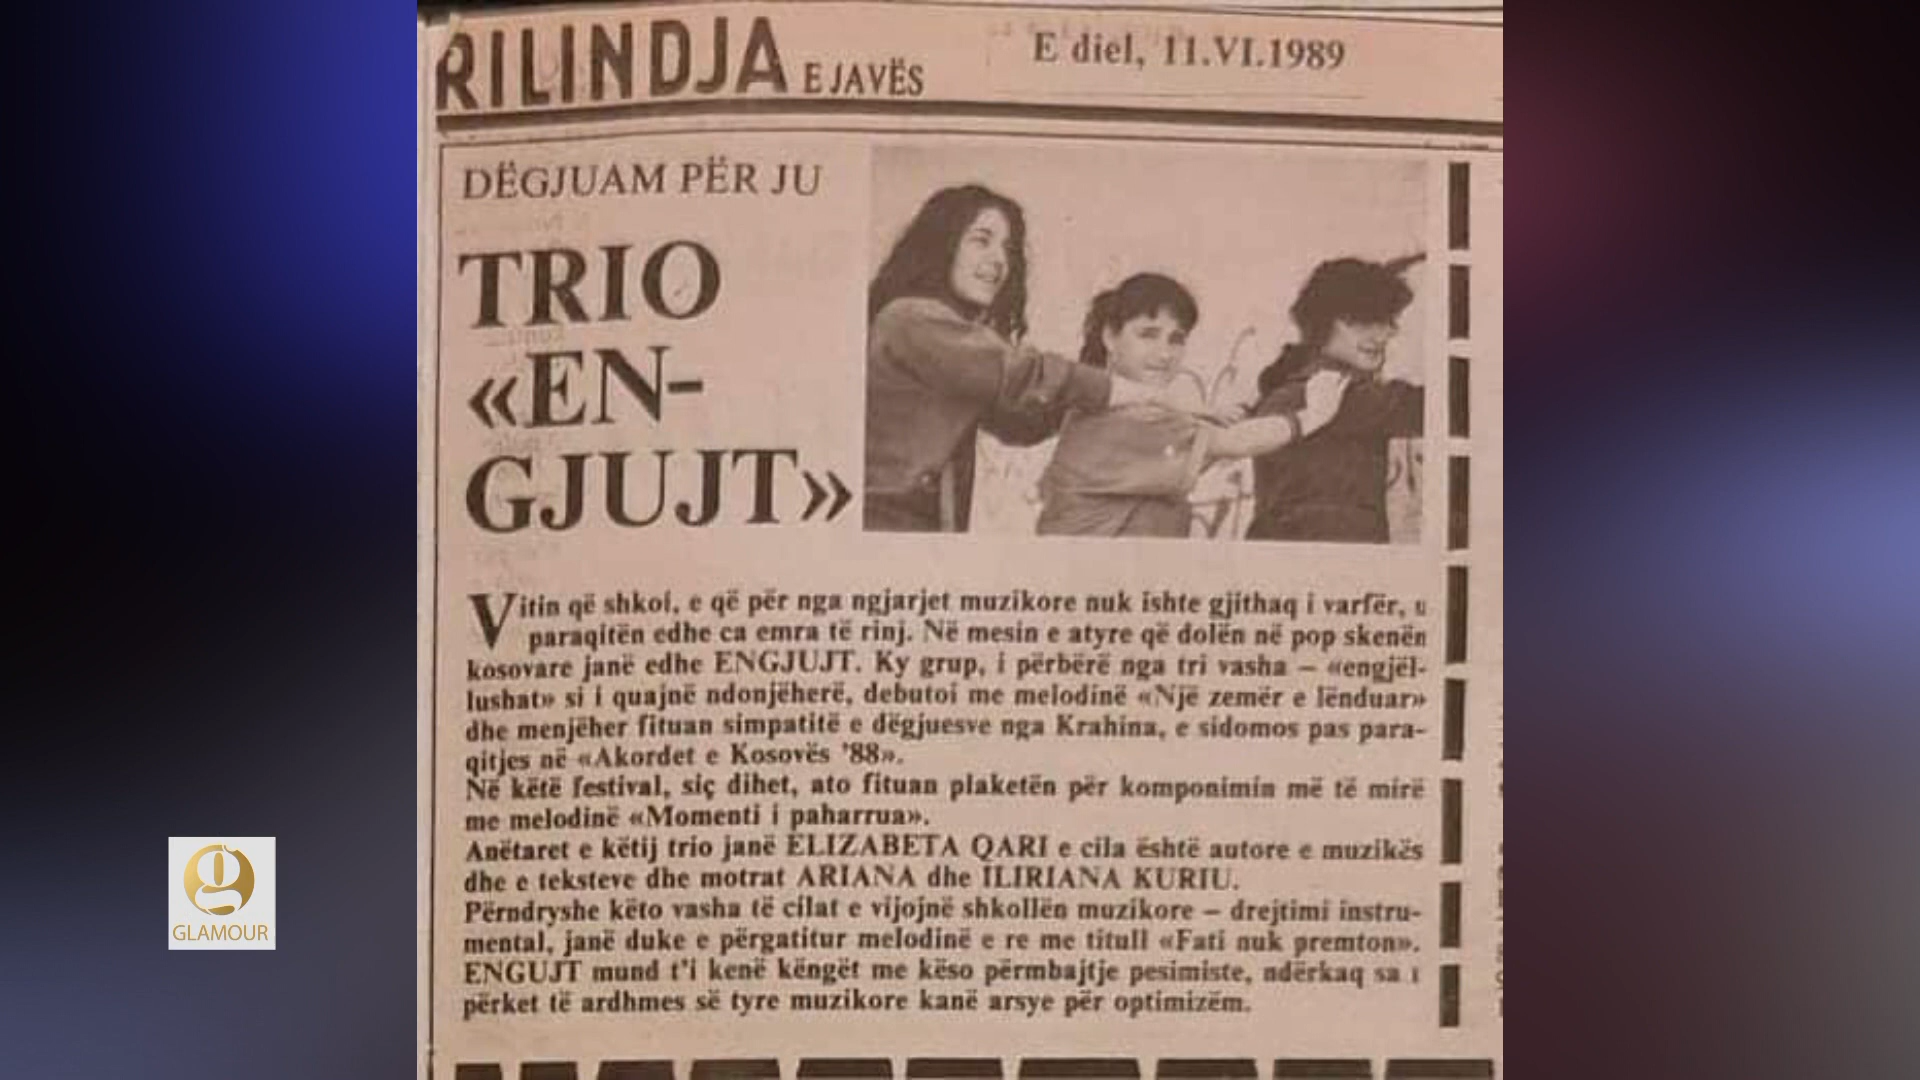 RILINDJA E JAVËS
E diel, 11.VI.1989
DËGJUAM PËR JU
TRIO
«EN-
GJUJT»
Vitin që shkoi, e që për nga ngjarjet muzikore nuk ishte gjithaq i varfër, u
paraqitën edhe ca emra të rinj. Në mesin e atyre që dolën në pop skenën
kosovare janë edhe ENGJUJT. Ky grup, i përbërë nga tri vasha – «engjël-
lushat» si i quajnë ndonjëherë, debutoi me melodinë «Një zemër e lënduar»
dhe menjëher fituan simpatitë e dëgjuesve nga Krahina, e sidomos pas para-
qitjes në «Akordet e Kosovës '88».
Në këtë festival, siç dihet, ato fituan plaketën për komponimin më të mirë
me melodinë «Momenti i paharrua».
Anëtaret e këtij trio janë ELIZABETA QARI e cila është autore e muzikës
dhe e teksteve dhe motrat ARIANA dhe ILIRIANA KURIU.
Përndryshe këto vasha të cilat e vijojnë shkollën muzikore – drejtimi instru-
mental, janë duke e përgatitur melodinë e re me titull «Fati nuk premton».
ENGUJT mund t'i kenë këngët me këso përmbajtje pesimiste, ndërkaq sa i
përket të ardhmes së tyre muzikore kanë arsye për optimizëm.
GLAMOUR